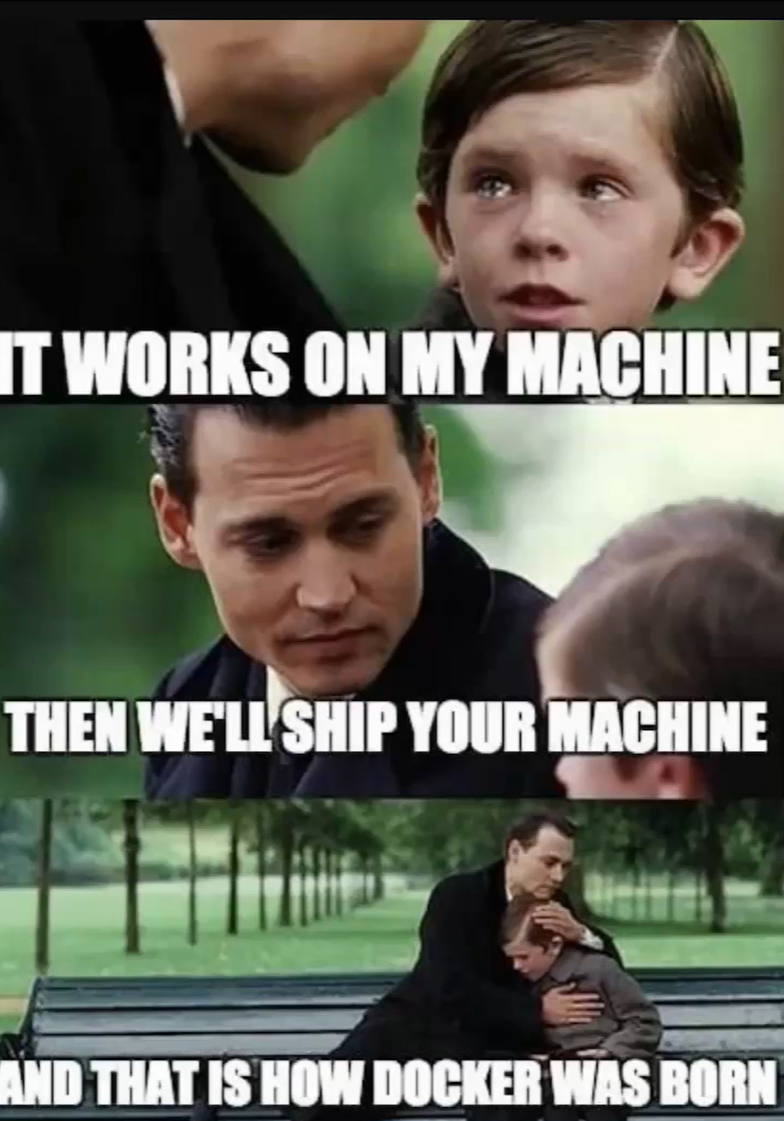 IT WORKS ON MY MACHINE
THEN WE'LL SHIP YOUR MACHINE
AND THAT IS HOW DOCKER WAS BORN